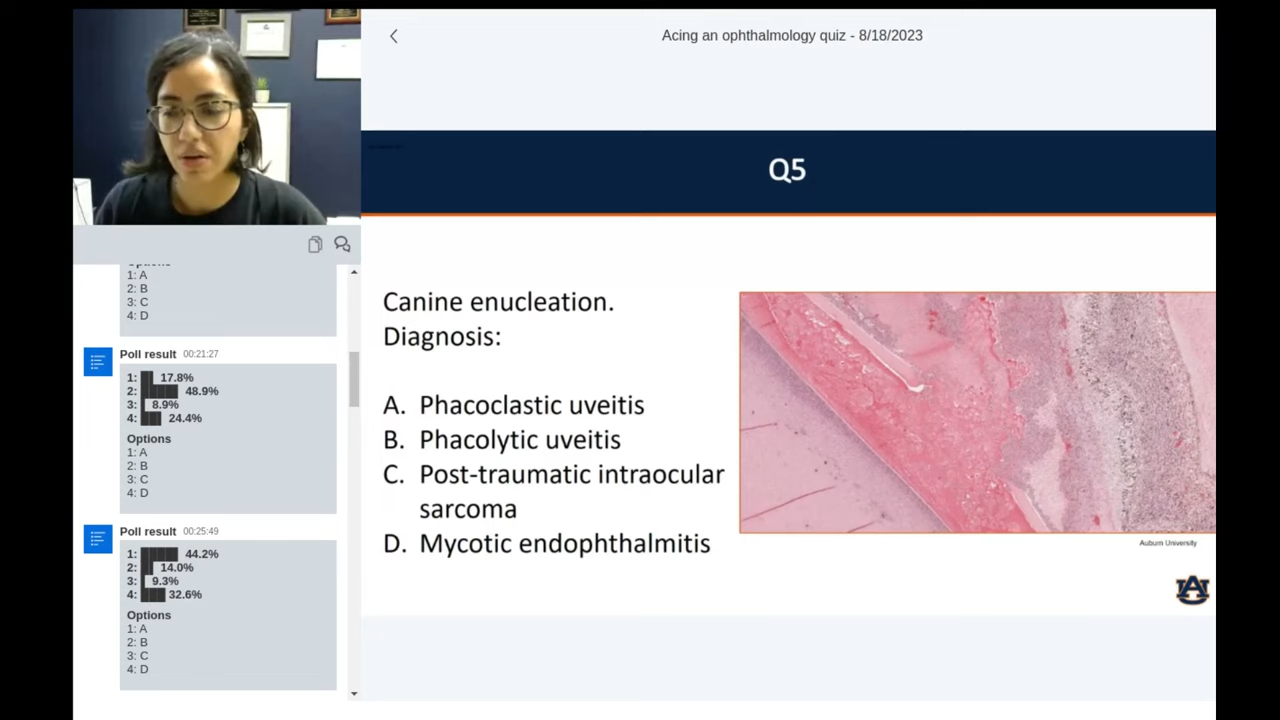 Acing an ophthalmology quiz - 8/18/2023
1: A
2: B
3: C
4: D
Poll result 00:21:27
1: 17.8%
2: 48.9%
3: 8.9%
4: 24.4%
Options
1: A
2: B
3: C
4: D
Poll result 00:25:49
1: 44.2%
2: 14.0%
3: 9.3%
4: 32.6%
Options
1: A
2: B
3: C
4: D
Q5
Canine enucleation.
Diagnosis:
A. Phacoclastic uveitis
B. Phacolytic uveitis
C. Post-traumatic intraocular
sarcoma
D. Mycotic endophthalmitis
Auburn University
AU